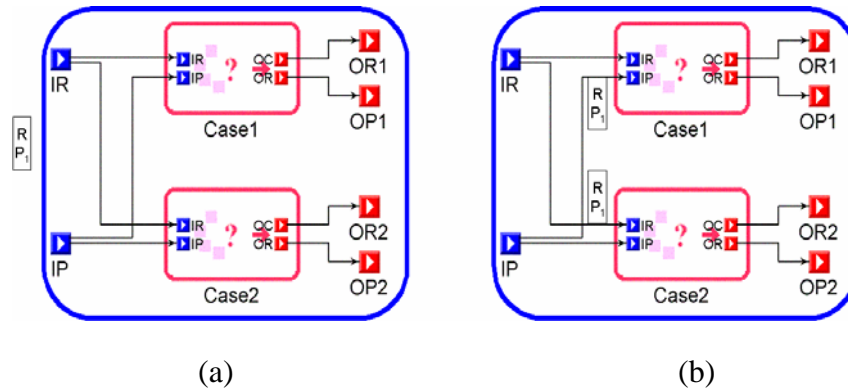 IR
IP
R
P₁
IR
IP
?
QC
OR
Case1
OR1
OP1
IR
IP
?
QC
OR
Case2
OR2
OP2
(a)
IR
IP
R
P₁
R
P₁
IR
IP
?
QC
OR
Case1
OR1
OP1
IR
IP
?
QC
OR
Case2
OR2
OP2
(b)